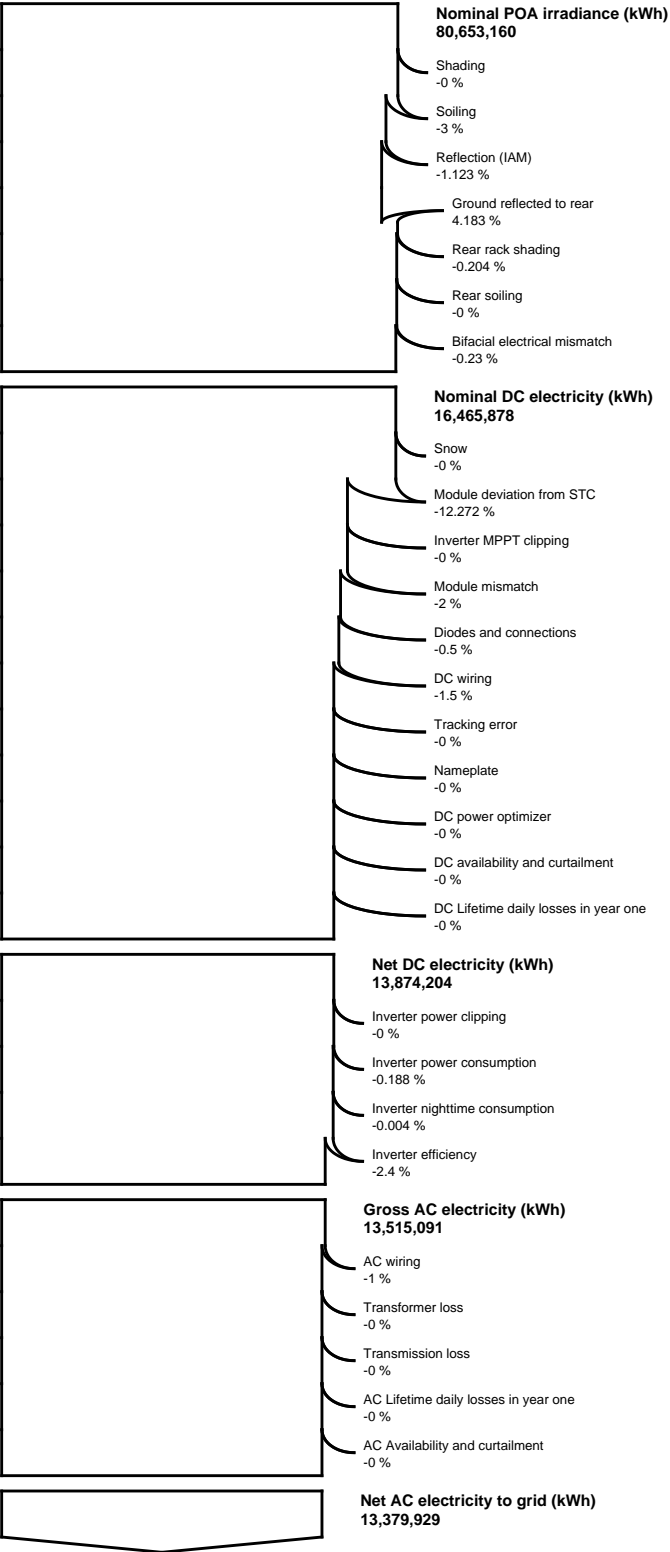 Nominal POA irradiance (kWh)
80,653,160
Shading
-0 %
Soiling
-3 %
Reflection (IAM)
-1.123 %
Ground reflected to rear
4.183 %
Rear rack shading
-0.204 %
Rear soiling
-0 %
Bifacial electrical mismatch
-0.23 %
Nominal DC electricity (kWh)
16,465,878
Snow
-0 %
Module deviation from STC
-12.272 %
Inverter MPPT clipping
-0 %
Module mismatch
-2 %
Diodes and connections
-0.5 %
DC wiring
-1.5 %
Tracking error
-0 %
Nameplate
-0 %
DC power optimizer
-0 %
DC availability and curtailment
-0 %
DC Lifetime daily losses in year one
-0 %
Net DC electricity (kWh)
13,874,204
Inverter power clipping
-0 %
Inverter power consumption
-0.188 %
Inverter nighttime consumption
-0.004 %
Inverter efficiency
-2.4 %
Gross AC electricity (kWh)
13,515,091
AC wiring
-1 %
Transformer loss
-0 %
Transmission loss
-0 %
AC Lifetime daily losses in year one
-0 %
AC Availability and curtailment
-0 %
Net AC electricity to grid (kWh)
13,379,929